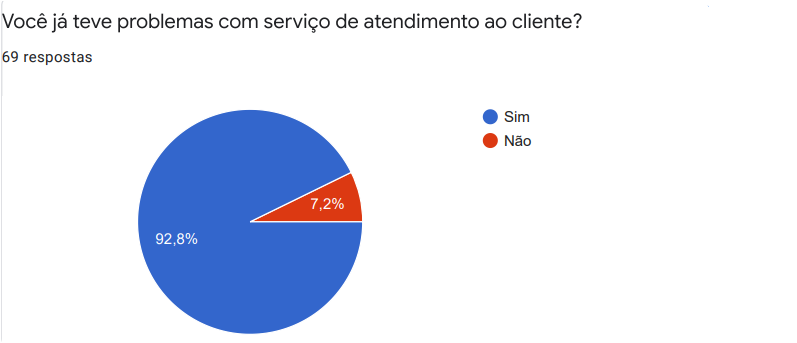 Você já teve problemas com serviço de atendimento ao cliente?
69 respostas
Sim
Não
7,2%
92,8%